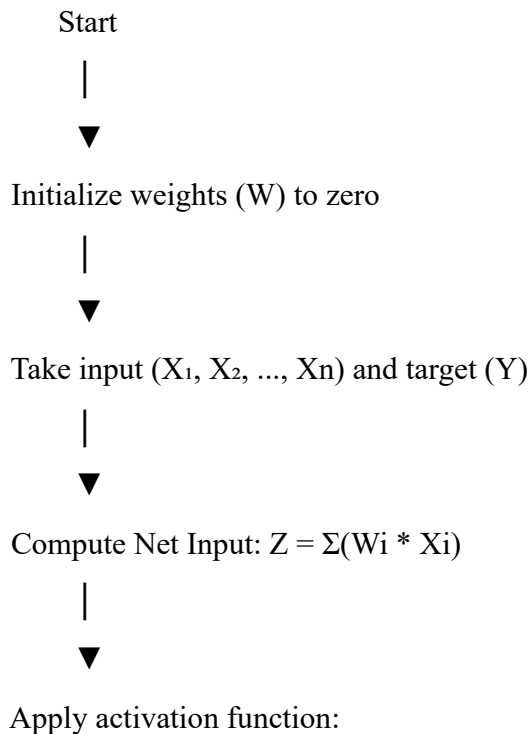 Start
Initialize weights (W) to zero
Take input (X₁, X₂, ..., Xn) and target (Y)
Compute Net Input: Z = Σ(Wi * Xi)
Apply activation function: